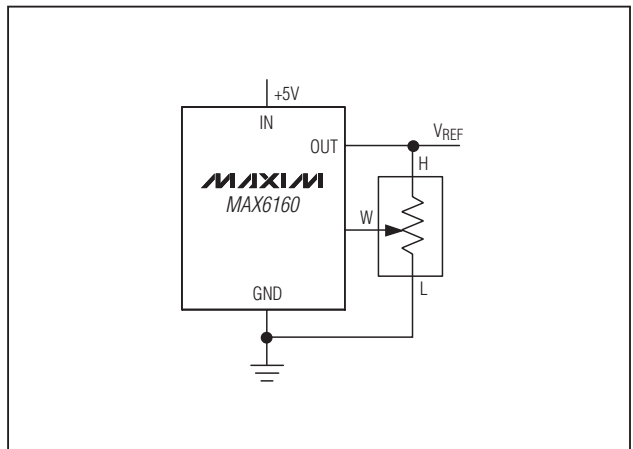 +5V
IN
OUT
VREF
H
MAXIM
MAX6160
W
GND
L